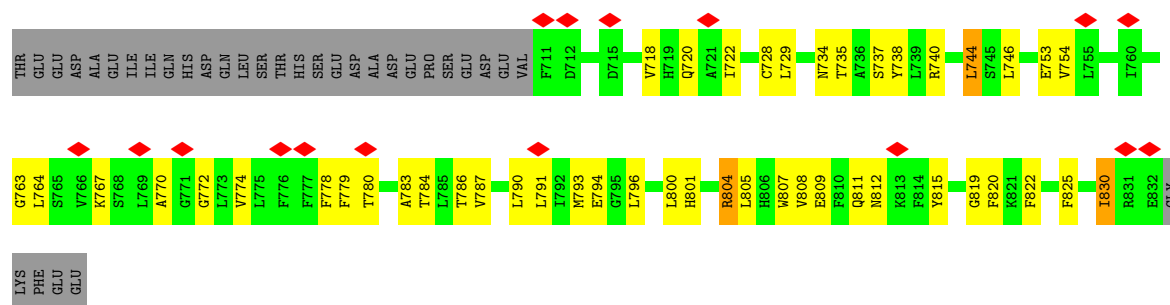 THR GLU GLU ASP ALA GLU ILE ILE GLN HIS ASP GLN LEU SER THR HIS SER GLU ASP ALA ASP GLU PRO SER GLU ASP GLU VAL F711 D712 D715 V718 H719 Q720 A721 I722 C728 L729 N734 T735 A736 S737 Y738 L739 R740 L744 S745 L746 E753 V754 L755 I760
G763 L764 S765 V766 K767 S768 L769 A770 G771 G772 L773 V774 L775 F776 F777 F778 F779 T780 A783 T784 L785 T786 V787 L790 L791 I792 M793 E794 G795 L796 L800 H801 R804 L805 H806 W807 V808 E809 F810 Q811 N812 K813 F814 Y815 G819 F820 K821 F822 F825 I830 R831 E832 GLY
LYS PHE GLU GLU